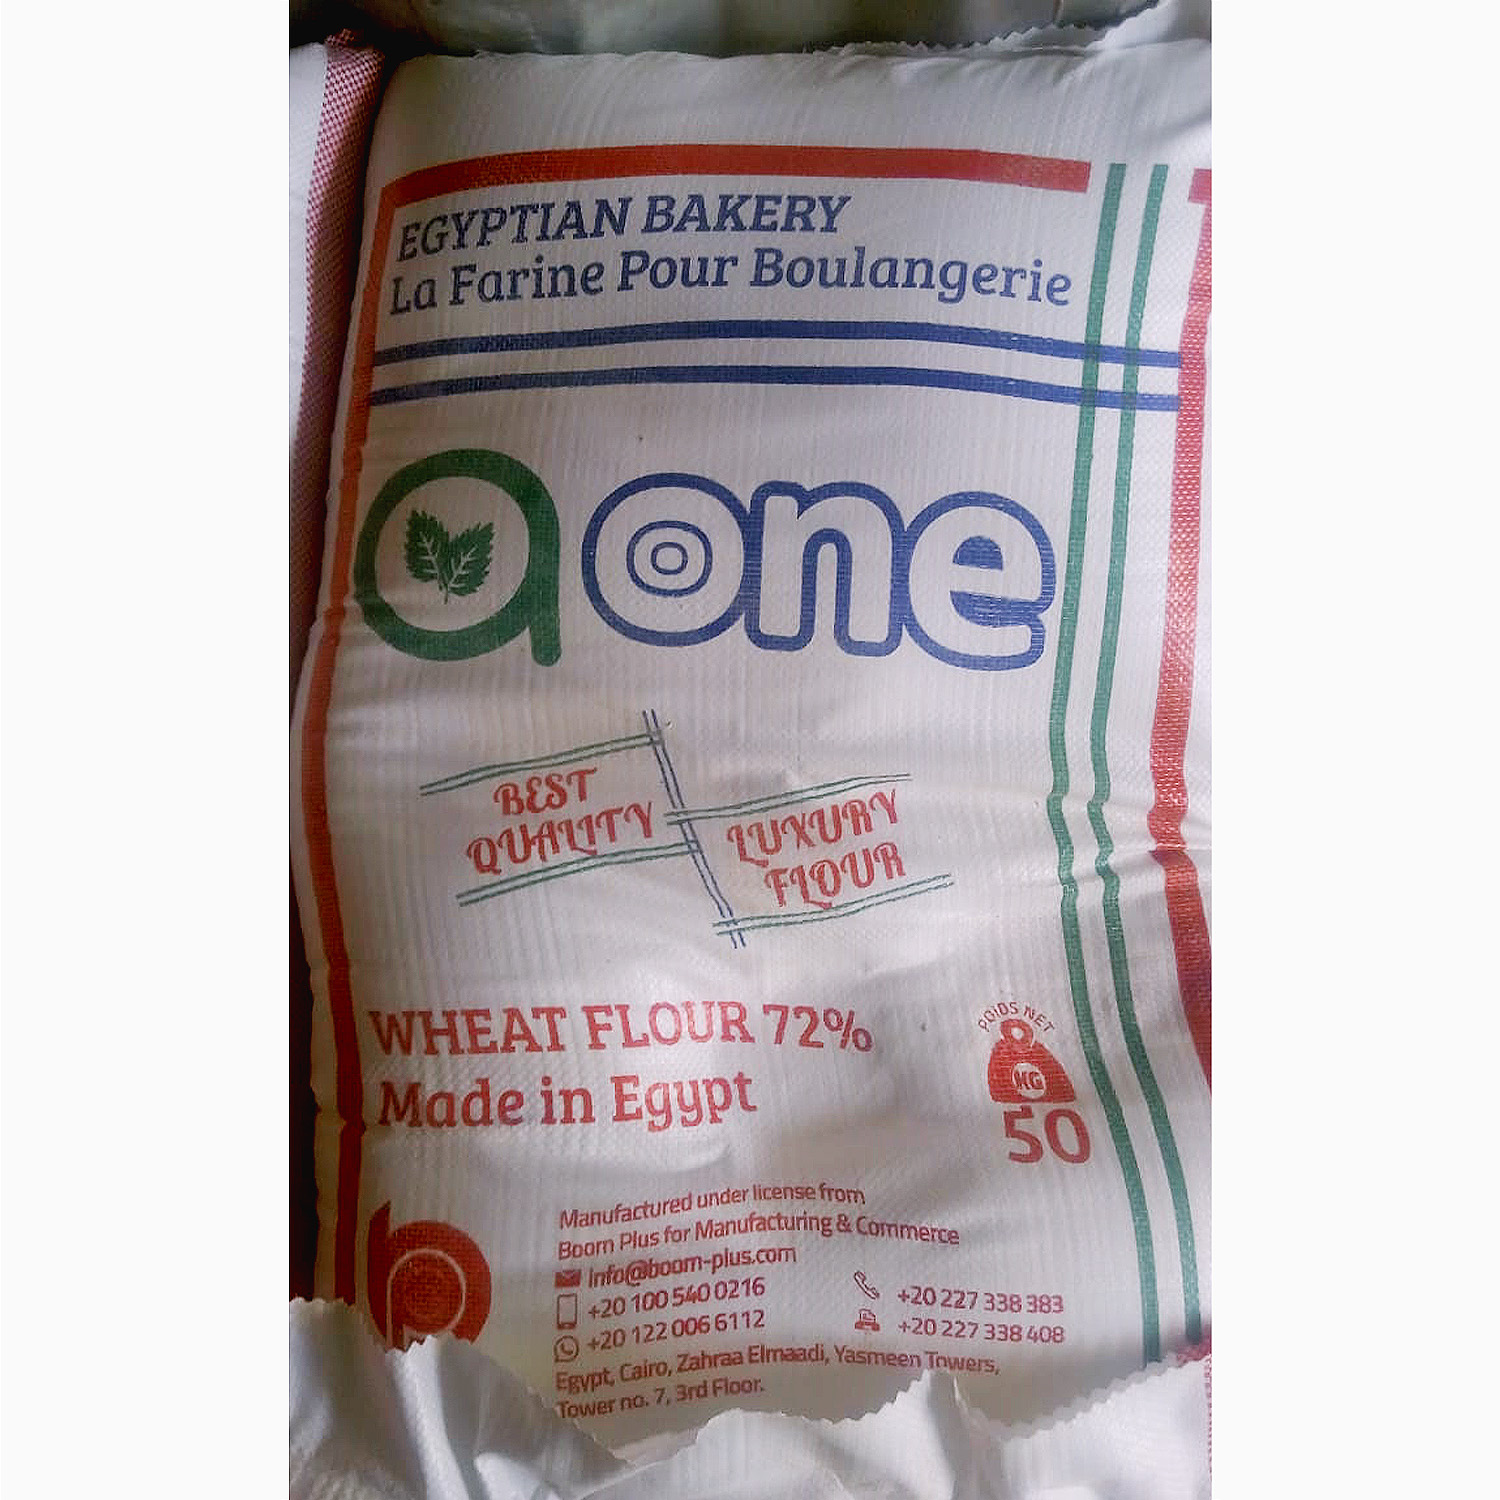 EGYPTIAN BAKERY
La Farine Pour Boulangerie
a one
BEST
QUALITY
LUXURY
FLOUR
WHEAT FLOUR 72%
Made in Egypt
POIDS NET
KG
50
Manufactured under license from
Boom Plus for Manufacturing & Commerce
info@boom-plus.com
+20 100 540 0216
+20 122 006 6112
+20 227 338 383
+20 227 338 408
Egypt, Cairo, Zahraa Elmaadi, Yasmeen Towers,
Tower no. 7, 3rd Floor.